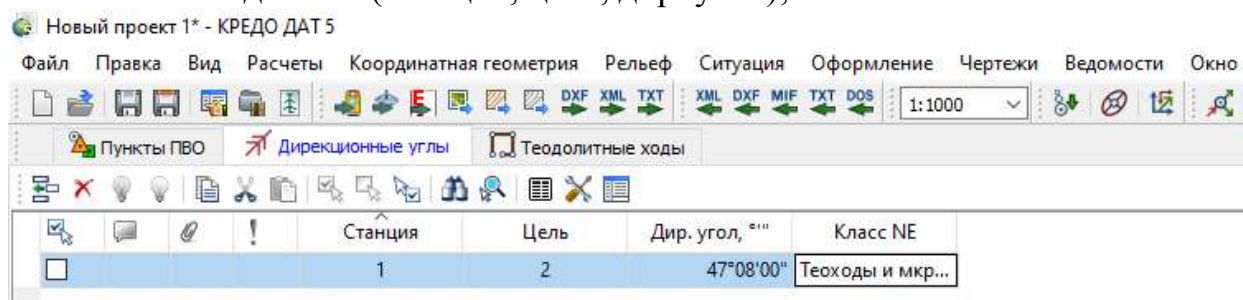 Новый проект 1* - КРЕДО ДАТ 5
Файл Правка Вид Расчеты Координатная геометрия Рельеф Ситуация Оформление Чертежи Ведомости Окно
DXF XML TXT XML DXF MIF TXT DOS 1:1000
Пункты ПВО Дирекционные углы Теодолитные ходы
Станция Цель Дир. угол, °'" Класс NE
1 2 47°08'00" Теоходы и мкр...